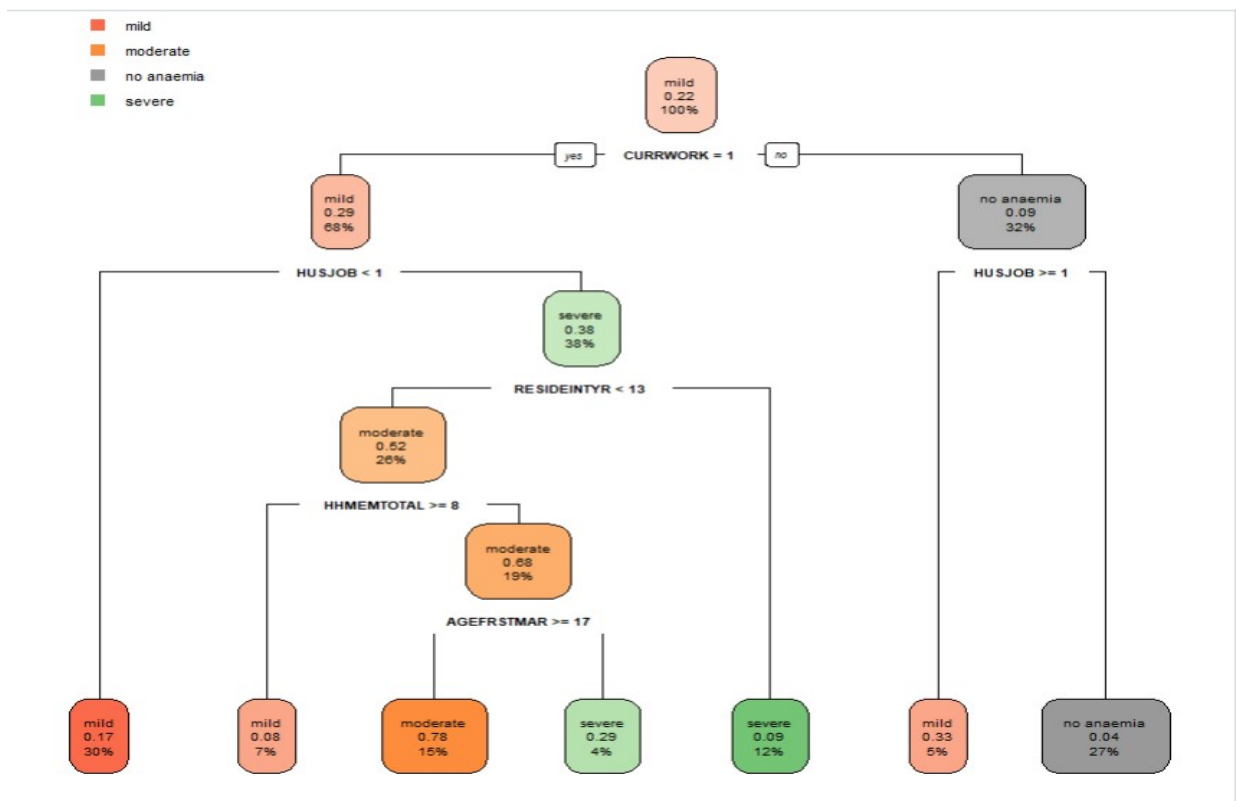 mild
moderate
no anaemia
severe
mild
0.22
100%
yes
CURRWORK = 1
no
mild
0.29
68%
no anaemia
0.09
32%
HUSJOB < 1
HUSJOB >= 1
severe
0.38
38%
RESIDEINTYR < 13
moderate
0.52
26%
HHMEMTOTAL >= 8
moderate
0.68
19%
AGEFRSTMAR >= 17
mild
0.17
30%
mild
0.08
7%
moderate
0.78
15%
severe
0.29
4%
severe
0.09
12%
mild
0.33
5%
no anaemia
0.04
27%